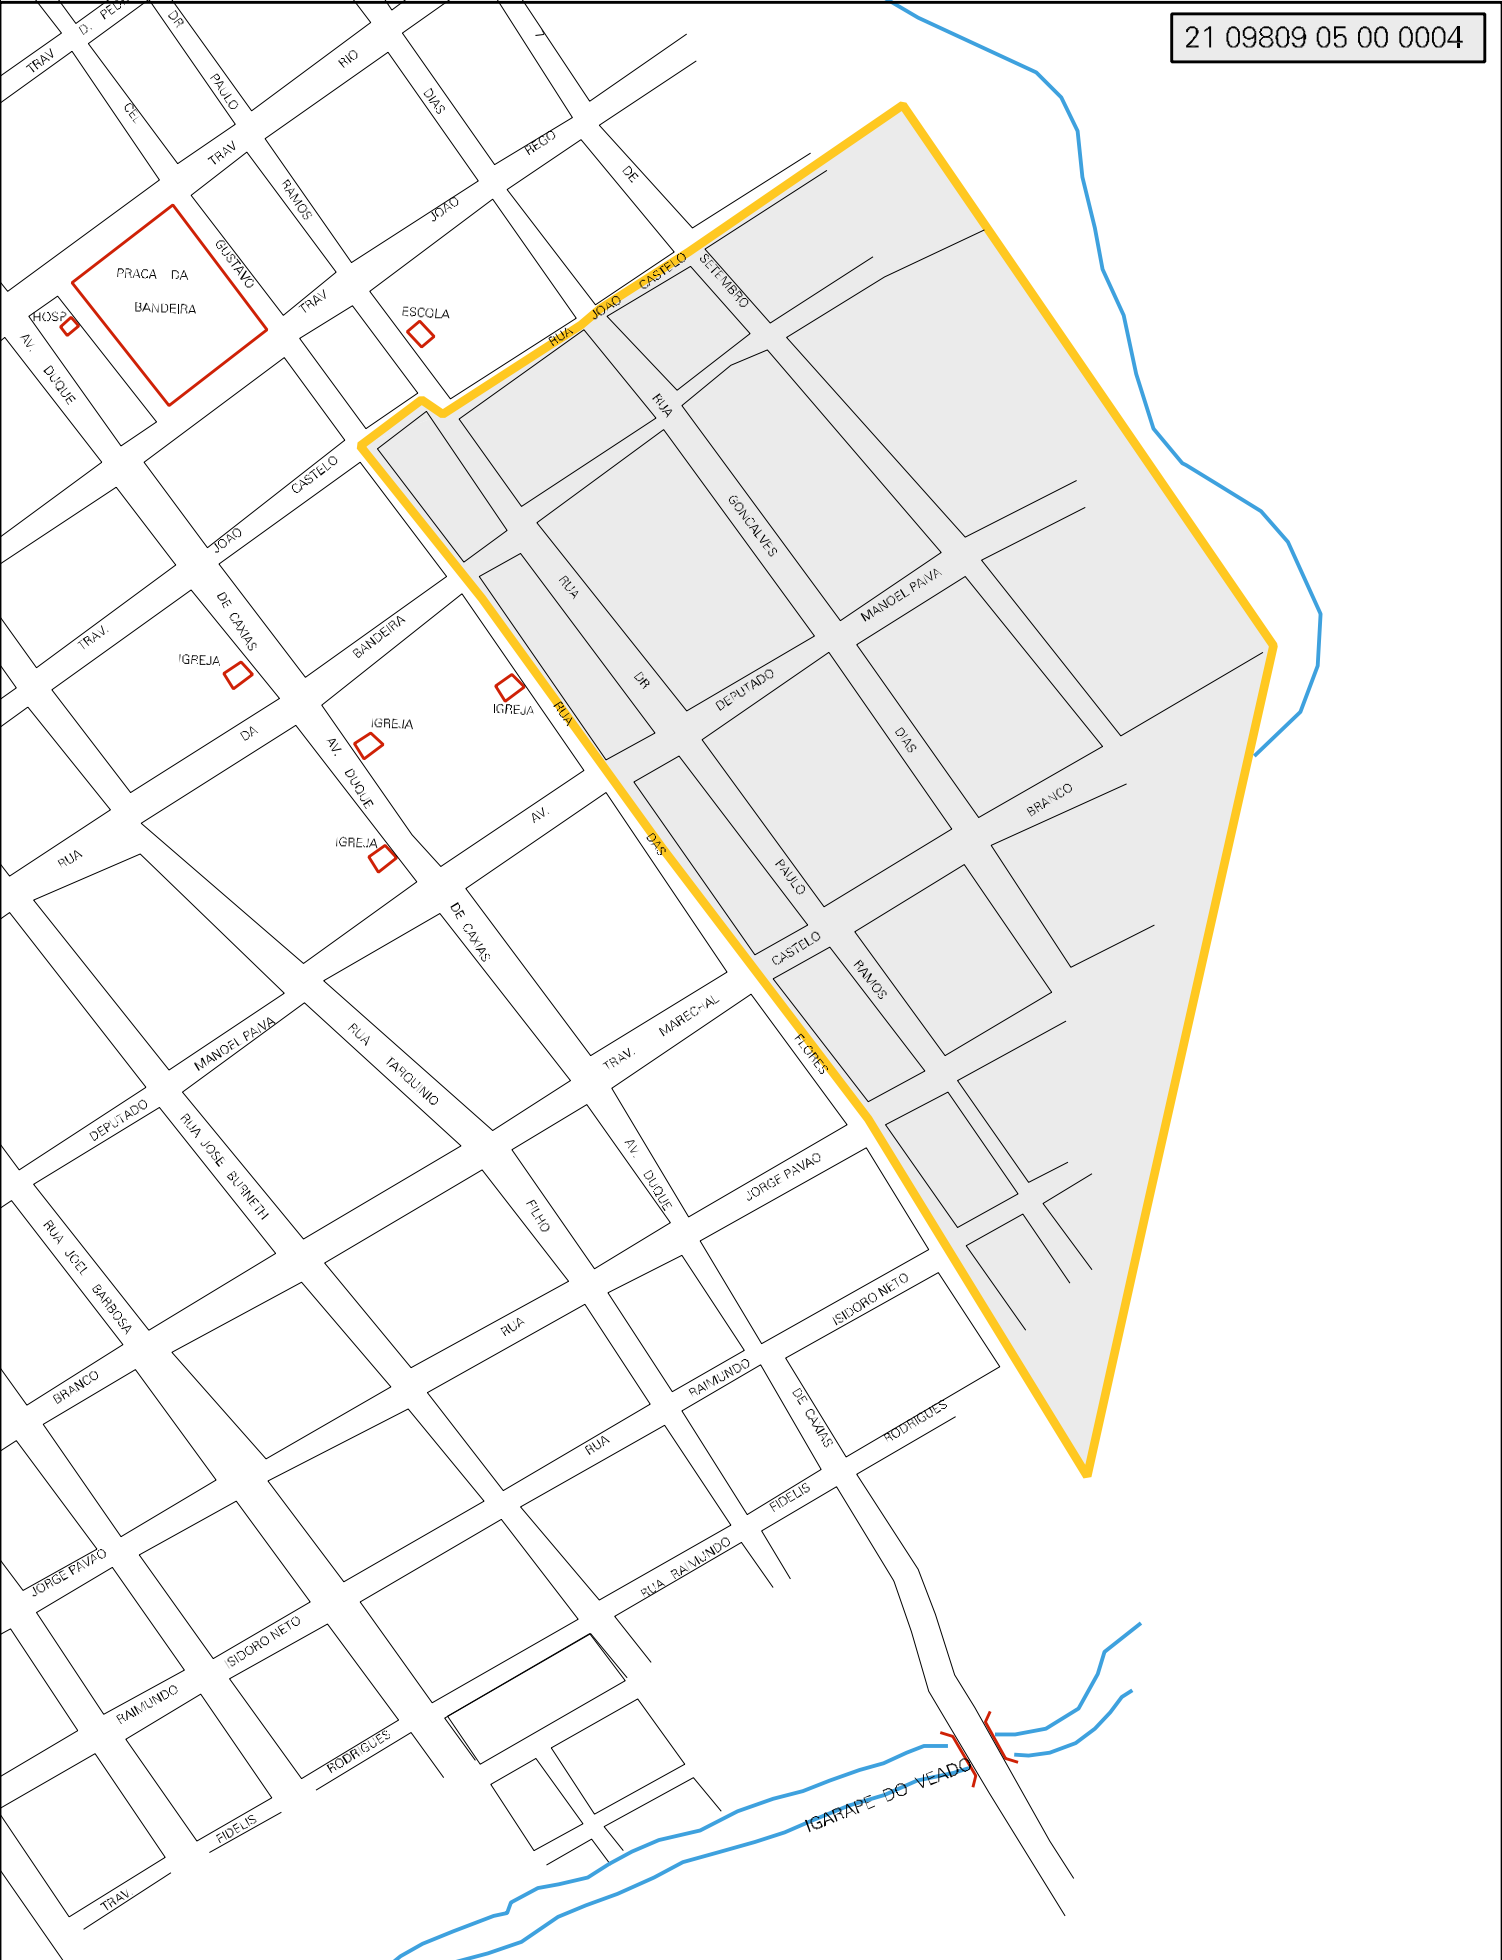 21 09809 05 00 0004
TRAV
D.
DR
PAULO
RIO
CEL
DIAS
TRAV
REGO
DE
RAMOS
JOAO
GUSTAVO
PRACA DA
BANDEIRA
HOSP
TRAV
ESCOLA
AV.
DUQUE
RUA JOAO CASTELO
SETEMBRO
RUA
JOAO CASTELO
GONCALVES
RUA
MANOEL PAIVA
DE CAXIAS
TRAV.
BANDEIRA
IGREJA
DR
DEPUTADO
IGREJA
RUA
IGREJA
DA
AV. DUQUE
DIAS
BRANCO
AV.
IGREJA
DAS
RUA
PAULO
DE CAXIAS
CASTELO
RAMOS
MARECHAL
TRAV.
FLORES
MANOEL PAIVA
RUA TARQUINIO
DEPUTADO
RUA JOSE BURNETH
AV. DUQUE
JORGE PAVAO
FILHO
RUA JOEL BARBOSA
ISIDORO NETO
RUA
BRANCO
RAIMUNDO
DE CAXIAS
RODRIGUES
RUA
FIDELIS
JORGE PAVAO
RUA RAIMUNDO
ISIDORO NETO
RAIMUNDO
RODRIGUES
IGARAPE DO VEADO
FIDELIS
TRAV